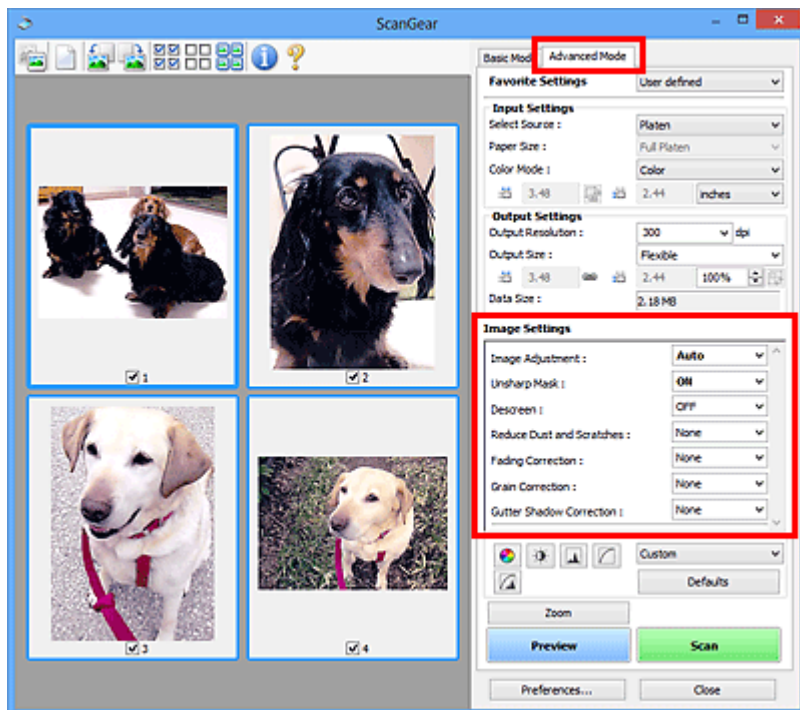 ScanGear
Basic Mode Advanced Mode
Favorite Settings User defined
Input Settings
Select Source : Platen
Paper Size : Full Platen
Color Mode : Color
3.48 2.44 inches
Output Settings
Output Resolution : 300 dpi
Output Size : Flexible
3.48 2.44 100%
Data Size : 2.18 MB
Image Settings
Image Adjustment : Auto
Unsharp Mask : ON
Descreen : OFF
Reduce Dust and Scratches : None
Fading Correction : None
Grain Correction : None
Gutter Shadow Correction : None
Custom
Defaults
Zoom
Preview Scan
Preferences... Close
1
2
3
4